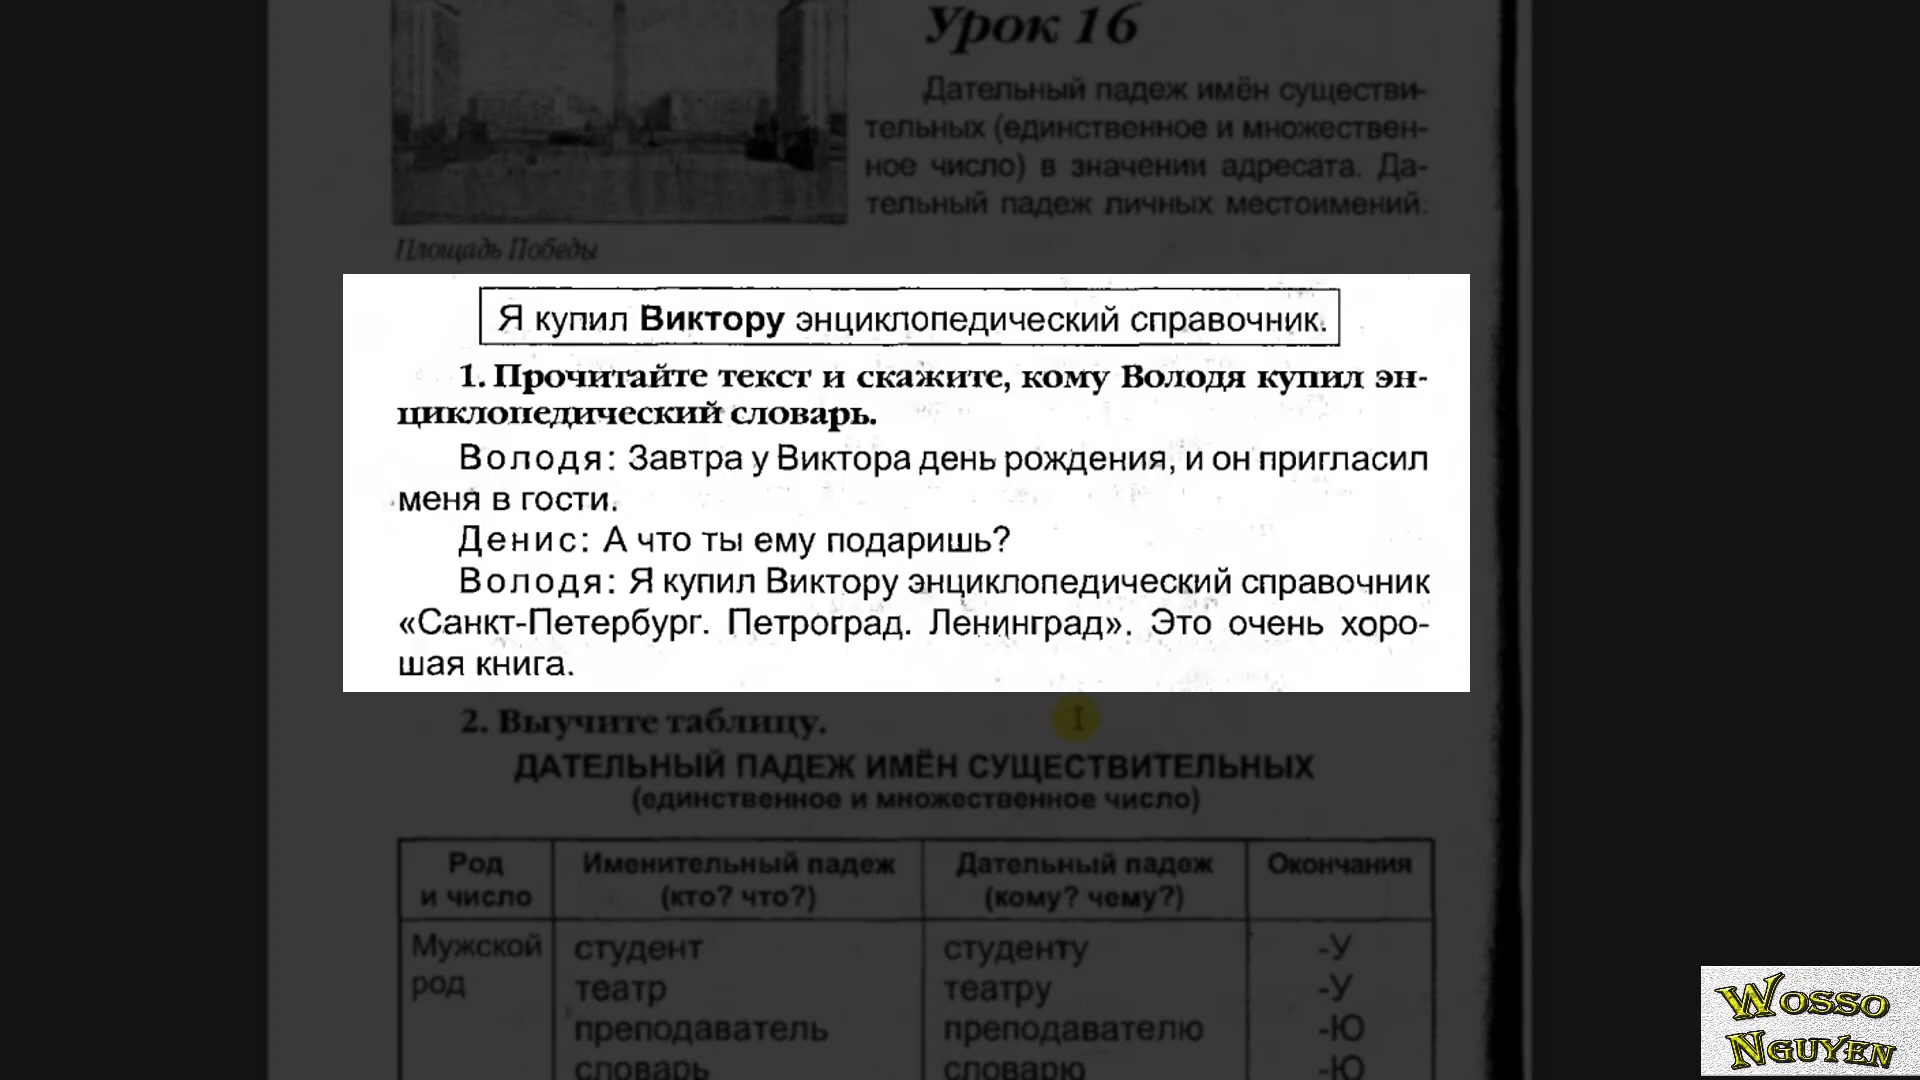 Урок 16
Дательный падеж имён существи-
тельных (единственное и множествен-
ное число) в значении адресата. Да-
тельный падеж личных местоимений.
Площадь Победы
Я купил Виктору энциклопедический справочник.
1. Прочитайте текст и скажите, кому Володя купил эн-
циклопедический словарь.
Володя: Завтра у Виктора день рождения, и он пригласил
меня в гости.
Денис: А что ты ему подаришь?
Володя: Я купил Виктору энциклопедический справочник
«Санкт-Петербург. Петроград. Ленинград». Это очень хоро-
шая книга.
2. Выучите таблицу.
ДАТЕЛЬНЫЙ ПАДЕЖ ИМЁН СУЩЕСТВИТЕЛЬНЫХ
(единственное и множественное число)
Род и число Именительный падеж (кто? что?) Дательный падеж (кому? чему?) Окончания
Мужской род студент студенту -У
театр театру -У
преподаватель преподавателю -Ю
словарь словарю -Ю
Wosso
Nguyen